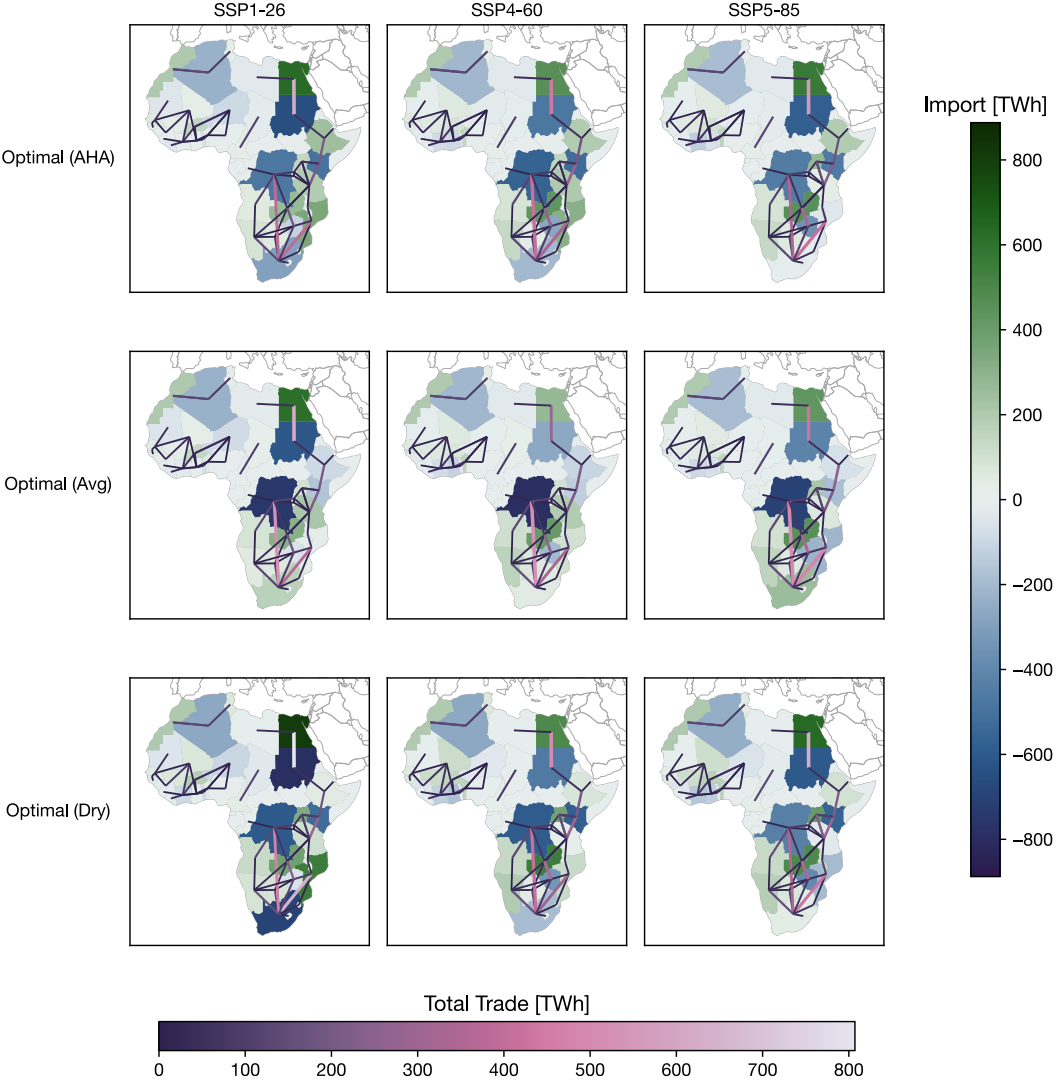 SSP1-26 SSP4-60 SSP5-85
Import [TWh]
Optimal (AHA)
Optimal (Avg)
Optimal (Dry)
800
600
400
200
0
−200
−400
−600
−800
Total Trade [TWh]
0 100 200 300 400 500 600 700 800